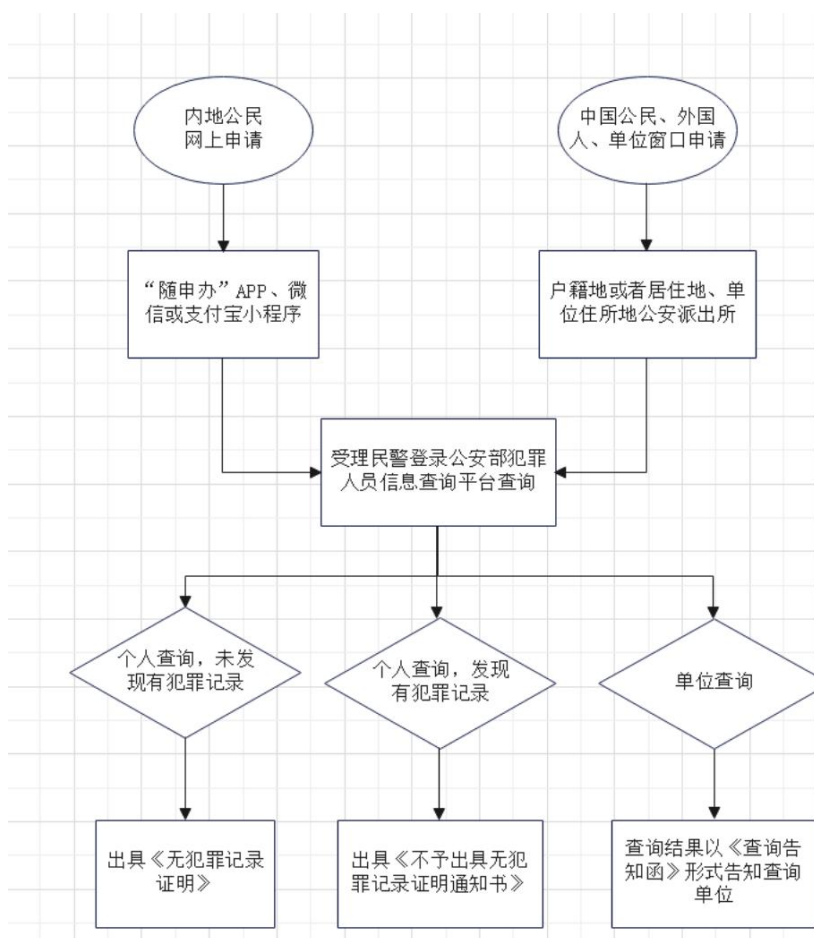 内地公民
网上申请
中国公民、外国
人、单位窗口申请
“随申办”APP、微
信或支付宝小程序
户籍地或者居住地、单
位住所地公安派出所
受理民警登录公安部犯罪
人员信息查询平台查询
个人查询，未发
现有犯罪记录
个人查询，发现
有犯罪记录
单位查询
出具《无犯罪记录
证明》
出具《不予出具无犯
罪记录证明通知书》
查询结果以《查询告
知函》形式告知查询
单位